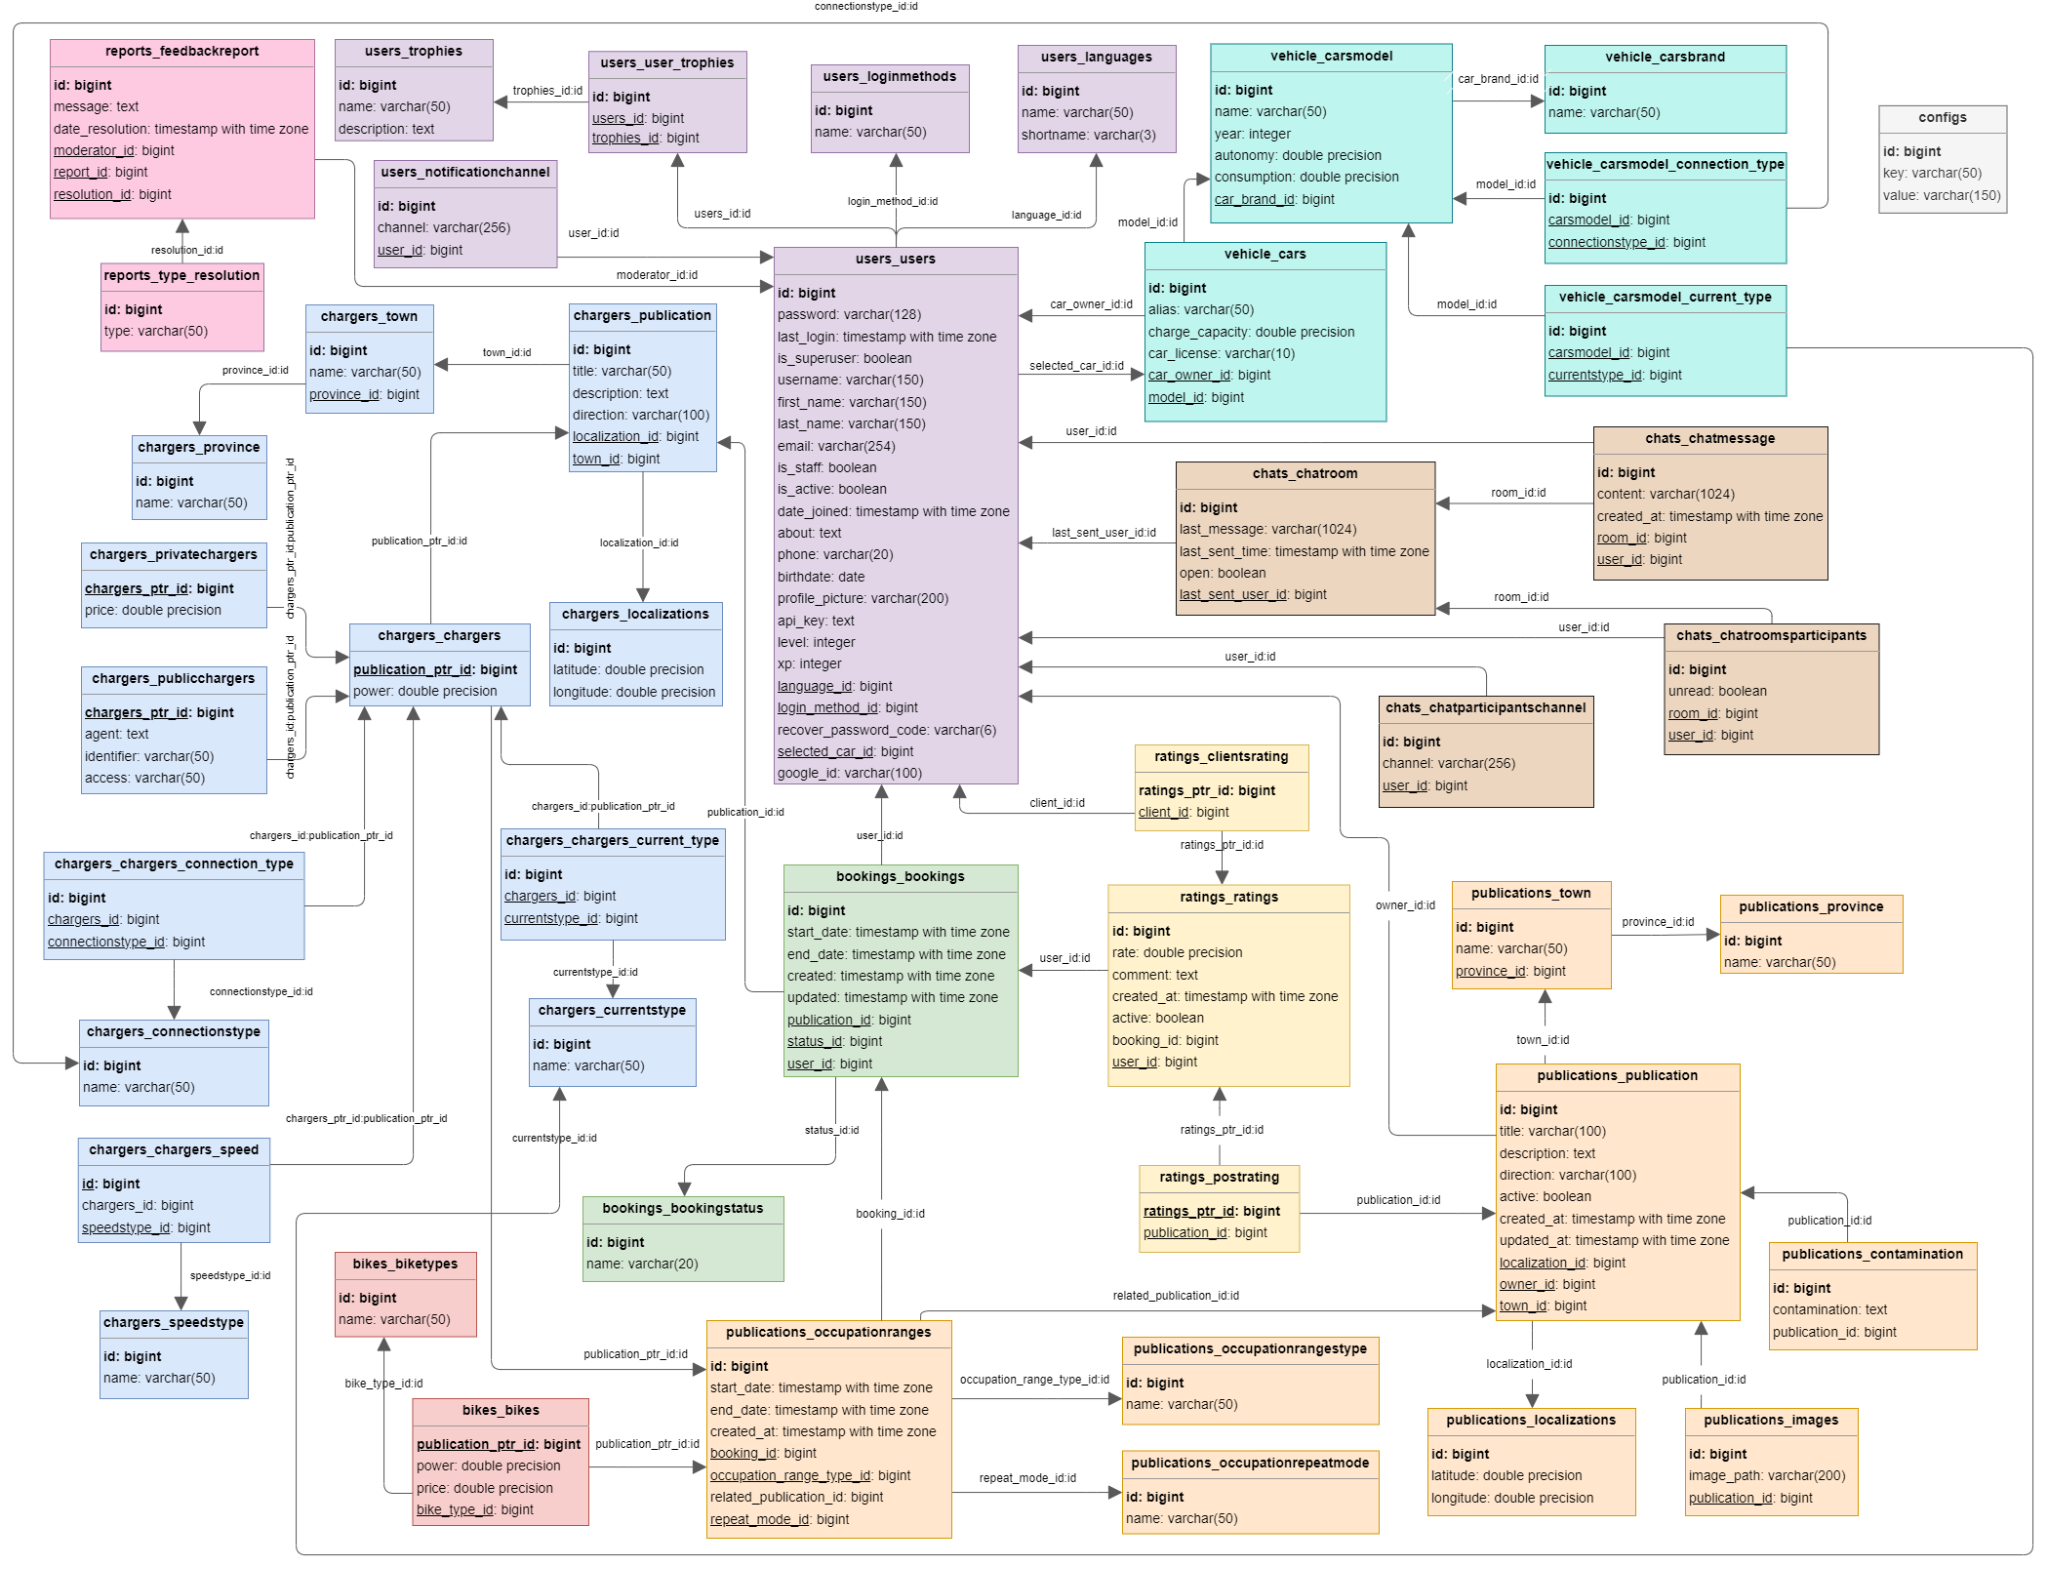 connectionstype_id:id
reports_feedbackreport
id: bigint
message: text
date_resolution: timestamp with time zone
moderator_id: bigint
report_id: bigint
resolution_id: bigint
users_trophies
id: bigint
name: varchar(50)
description: text
trophies_id:id
users_user_trophies
id: bigint
users_id: bigint
trophies_id: bigint
users_loginmethods
id: bigint
name: varchar(50)
users_languages
id: bigint
name: varchar(50)
shortname: varchar(3)
vehicle_carsmodel
id: bigint
name: varchar(50)
year: integer
autonomy: double precision
consumption: double precision
car_brand_id: bigint
car_brand_id:id
vehicle_carsbrand
id: bigint
name: varchar(50)
configs
id: bigint
key: varchar(50)
value: varchar(150)
vehicle_carsmodel_connection_type
id: bigint
carsmodel_id: bigint
connectionstype_id: bigint
model_id:id
users_notificationchannel
id: bigint
channel: varchar(256)
user_id: bigint
user_id:id
users_id:id
login_method_id:id
language_id:id
model_id:id
resolution_id:id
moderator_id:id
reports_type_resolution
id: bigint
type: varchar(50)
users_users
id: bigint
password: varchar(128)
last_login: timestamp with time zone
is_superuser: boolean
username: varchar(150)
first_name: varchar(150)
last_name: varchar(150)
email: varchar(254)
is_staff: boolean
is_active: boolean
date_joined: timestamp with time zone
about: text
phone: varchar(20)
birthdate: date
profile_picture: varchar(200)
api_key: text
level: integer
xp: integer
language_id: bigint
login_method_id: bigint
recover_password_code: varchar(6)
selected_car_id: bigint
google_id: varchar(100)
vehicle_cars
id: bigint
alias: varchar(50)
charge_capacity: double precision
car_license: varchar(10)
car_owner_id: bigint
model_id: bigint
car_owner_id:id
selected_car_id:id
model_id:id
vehicle_carsmodel_current_type
id: bigint
carsmodel_id: bigint
currentstype_id: bigint
chargers_town
id: bigint
name: varchar(50)
province_id: bigint
town_id:id
province_id:id
chargers_publication
id: bigint
title: varchar(50)
description: text
direction: varchar(100)
localization_id: bigint
town_id: bigint
chargers_province
id: bigint
name: varchar(50)
user_id:id
chats_chatmessage
id: bigint
content: varchar(1024)
created_at: timestamp with time zone
room_id: bigint
user_id: bigint
room_id:id
chats_chatroom
id: bigint
last_message: varchar(1024)
last_sent_time: timestamp with time zone
open: boolean
last_sent_user_id: bigint
last_sent_user_id:id
chargers_privatechargers
chargers_ptr_id: bigint
price: double precision
chargers_ptr_id:publication_ptr_id
publication_ptr_id:id
localization_id:id
chargers_localizations
id: bigint
latitude: double precision
longitude: double precision
chargers_chargers
publication_ptr_id: bigint
power: double precision
chargers_publicchargers
chargers_ptr_id: bigint
agent: text
identifier: varchar(50)
access: varchar(50)
chargers_id:publication_ptr_id
room_id:id
user_id:id
chats_chatroomsparticipants
id: bigint
unread: boolean
room_id: bigint
user_id: bigint
user_id:id
chats_chatparticipantschannel
id: bigint
channel: varchar(256)
user_id: bigint
ratings_clientsrating
ratings_ptr_id: bigint
client_id: bigint
client_id:id
ratings_ptr_id:id
chargers_id:publication_ptr_id
publication_id:id
user_id:id
chargers_id:publication_ptr_id
chargers_chargers_connection_type
id: bigint
chargers_id: bigint
connectionstype_id: bigint
chargers_chargers_current_type
id: bigint
chargers_id: bigint
currentstype_id: bigint
bookings_bookings
id: bigint
start_date: timestamp with time zone
end_date: timestamp with time zone
created: timestamp with time zone
updated: timestamp with time zone
publication_id: bigint
status_id: bigint
user_id: bigint
ratings_ratings
id: bigint
rate: double precision
comment: text
created_at: timestamp with time zone
active: boolean
booking_id: bigint
user_id: bigint
user_id:id
owner_id:id
publications_town
id: bigint
name: varchar(50)
province_id: bigint
province_id:id
publications_province
id: bigint
name: varchar(50)
connectionstype_id:id
currentstype_id:id
chargers_connectionstype
id: bigint
name: varchar(50)
chargers_currentstype
id: bigint
name: varchar(50)
town_id:id
publications_publication
id: bigint
title: varchar(100)
description: text
direction: varchar(100)
active: boolean
created_at: timestamp with time zone
updated_at: timestamp with time zone
localization_id: bigint
owner_id: bigint
town_id: bigint
chargers_ptr_id:publication_ptr_id
currentstype_id:id
status_id:id
ratings_ptr_id:id
chargers_chargers_speed
id: bigint
chargers_id: bigint
speedstype_id: bigint
ratings_postrating
ratings_ptr_id: bigint
publication_id: bigint
publication_id:id
bookings_bookingstatus
id: bigint
name: varchar(20)
booking_id:id
publication_id:id
publications_contamination
id: bigint
contamination: text
publication_id: bigint
speedstype_id:id
bikes_biketypes
id: bigint
name: varchar(50)
related_publication_id:id
chargers_speedstype
id: bigint
name: varchar(50)
publication_ptr_id:id
bike_type_id:id
publications_occupationranges
id: bigint
start_date: timestamp with time zone
end_date: timestamp with time zone
created_at: timestamp with time zone
booking_id: bigint
occupation_range_type_id: bigint
related_publication_id: bigint
repeat_mode_id: bigint
occupation_range_type_id:id
publications_occupationrangestype
id: bigint
name: varchar(50)
localization_id:id
publication_id:id
bikes_bikes
publication_ptr_id: bigint
power: double precision
price: double precision
bike_type_id: bigint
publication_ptr_id:id
repeat_mode_id:id
publications_occupationrepeatmode
id: bigint
name: varchar(50)
publications_localizations
id: bigint
latitude: double precision
longitude: double precision
publications_images
id: bigint
image_path: varchar(200)
publication_id: bigint